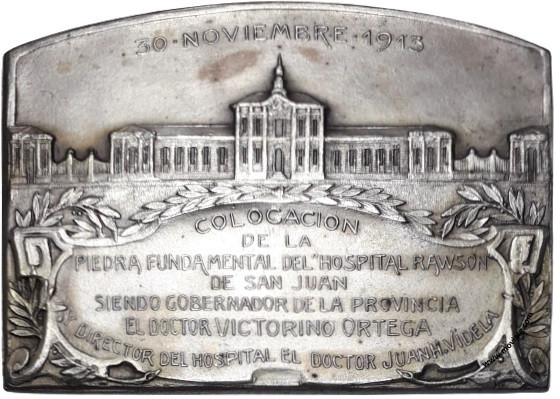 30·NOVIEMBRE·1913
COLOCACION
DE LA
PIEDRA FUNDAMENTAL DEL "HOSPITAL RAWSON"
DE SAN JUAN
SIENDO GOBERNADOR DE LA PROVINCIA
EL DOCTOR VICTORINO ORTEGA
Y DIRECTOR DEL HOSPITAL EL DOCTOR JUAN H. VIDELA